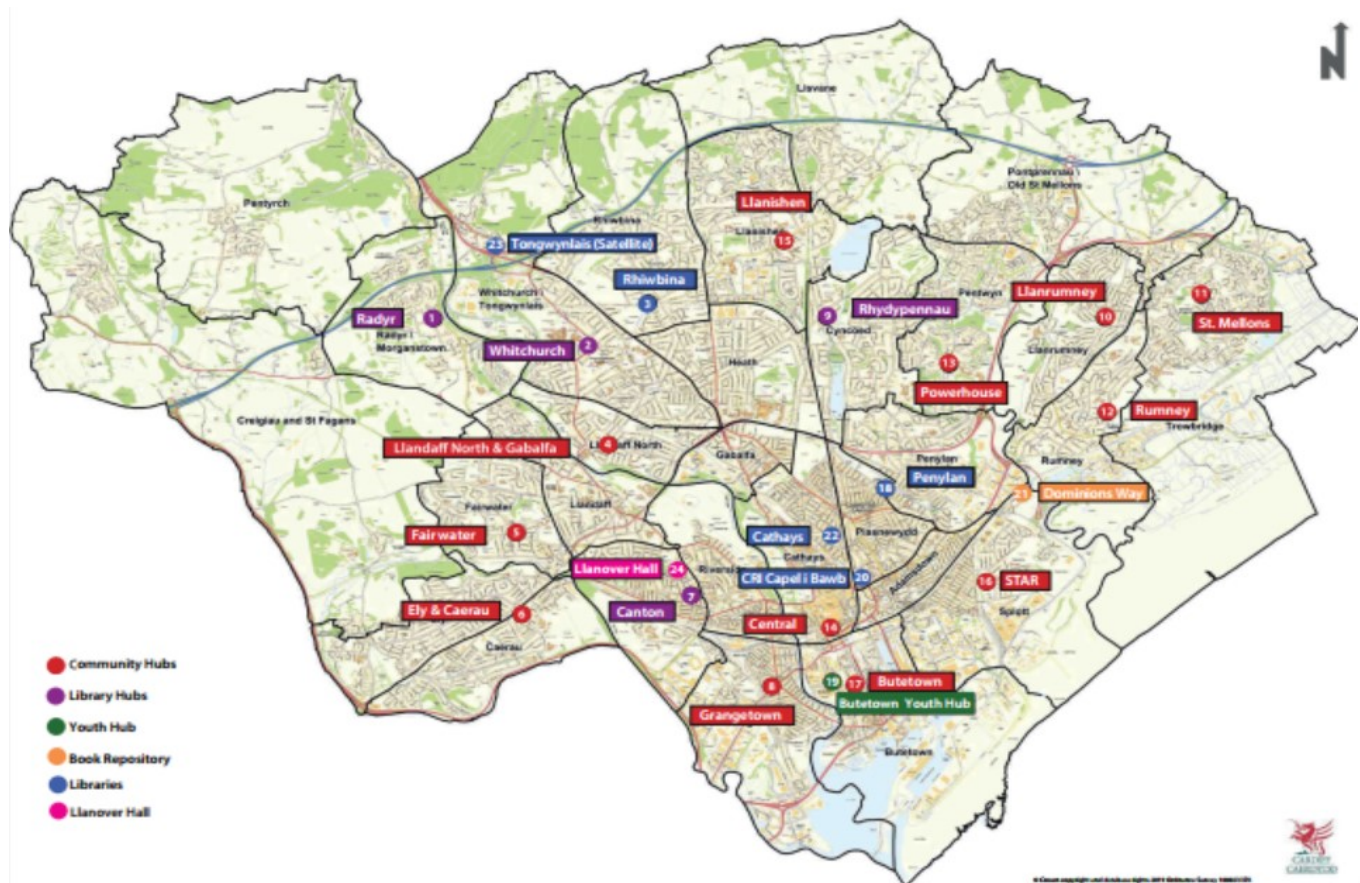 N
Lisvane
Pontprennau /
Old St Mellons
Pentyrch
Llanishen
Rhiwbina
Llanishen
15
23
Tongwynlais (Satellite)
Rhiwbina
3
Whitchurch /
Tongwynlais
Pentwyn
Llanrumney
10
11
St. Mellons
Radyr
1
Radyr /
Morganstown
9
Rhydypennau
Cyncoed
Whitchurch
2
Heath
Llanrumney
13
Powerhouse
12
Rumney
Trowbridge
Creigiau and St Fagans
Llandaff North & Gabalfa
4
Llandaff North
Gabalfa
Penylan
Rumney
18
Penylan
21
Dominions Way
Fairwater
Llandaff
Fairwater
5
Cathays
22
Plasnewydd
Cathays
Llanover Hall
24
Riverside
CRI Capel i Bawb
20
Adamsdown
16
STAR
Splott
Ely & Caerau
6
Canton
7
Central
14
Caerau
8
Grangetown
19
17
Butetown
Butetown Youth Hub
Butetown
Community Hubs
Library Hubs
Youth Hub
Book Repository
Libraries
Llanover Hall
CARDIFF
CAERDYDD